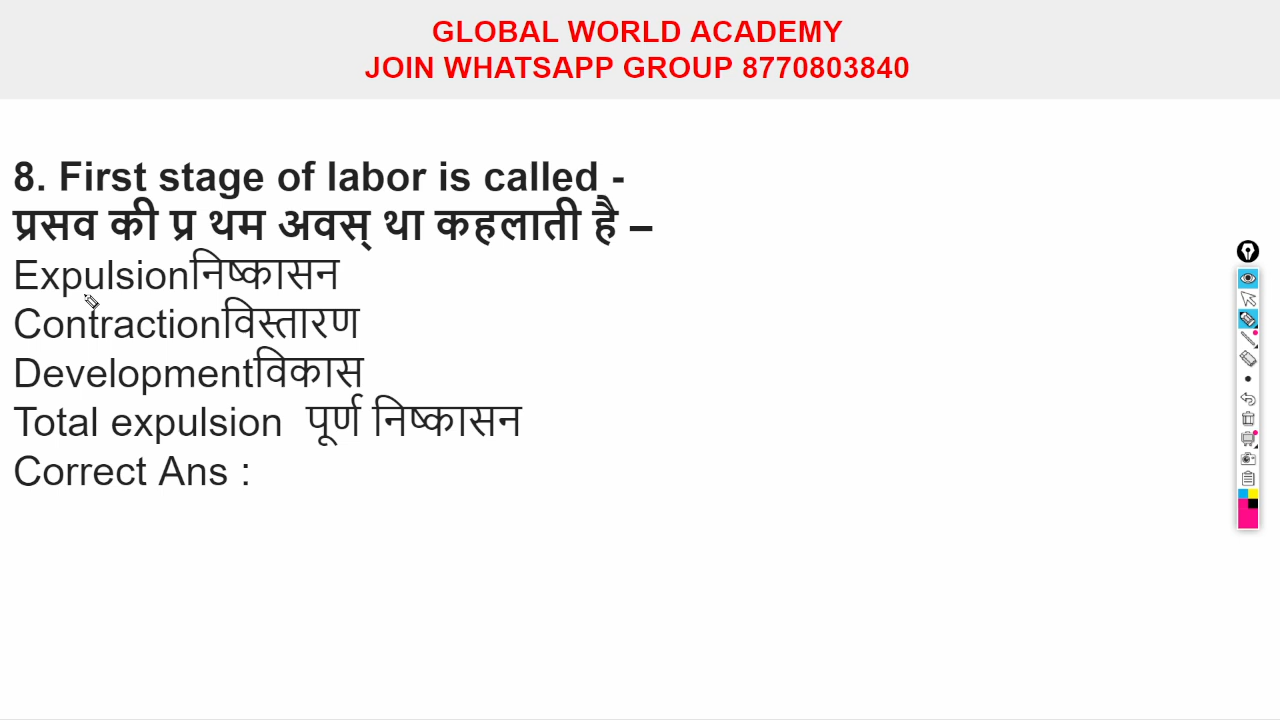 GLOBAL WORLD ACADEMY
JOIN WHATSAPP GROUP 8770803840
8. First stage of labor is called -
प्रसव की प्र थम अवस् था कहलाती है –
Expulsionनिष्कासन
Contractionविस्तारण
Developmentविकास
Total expulsion पूर्ण निष्कासन
Correct Ans :